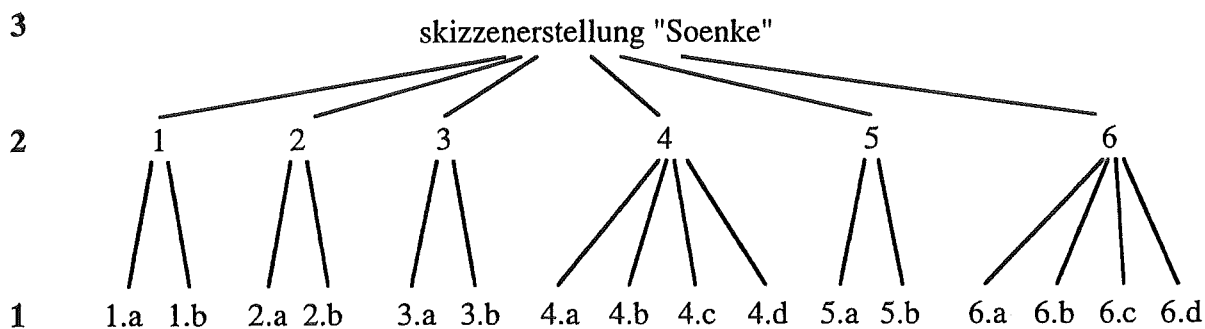 3 skizzenerstellung "Soenke"
2 1 2 3 4 5 6
1 1.a 1.b 2.a 2.b 3.a 3.b 4.a 4.b 4.c 4.d 5.a 5.b 6.a 6.b 6.c 6.d